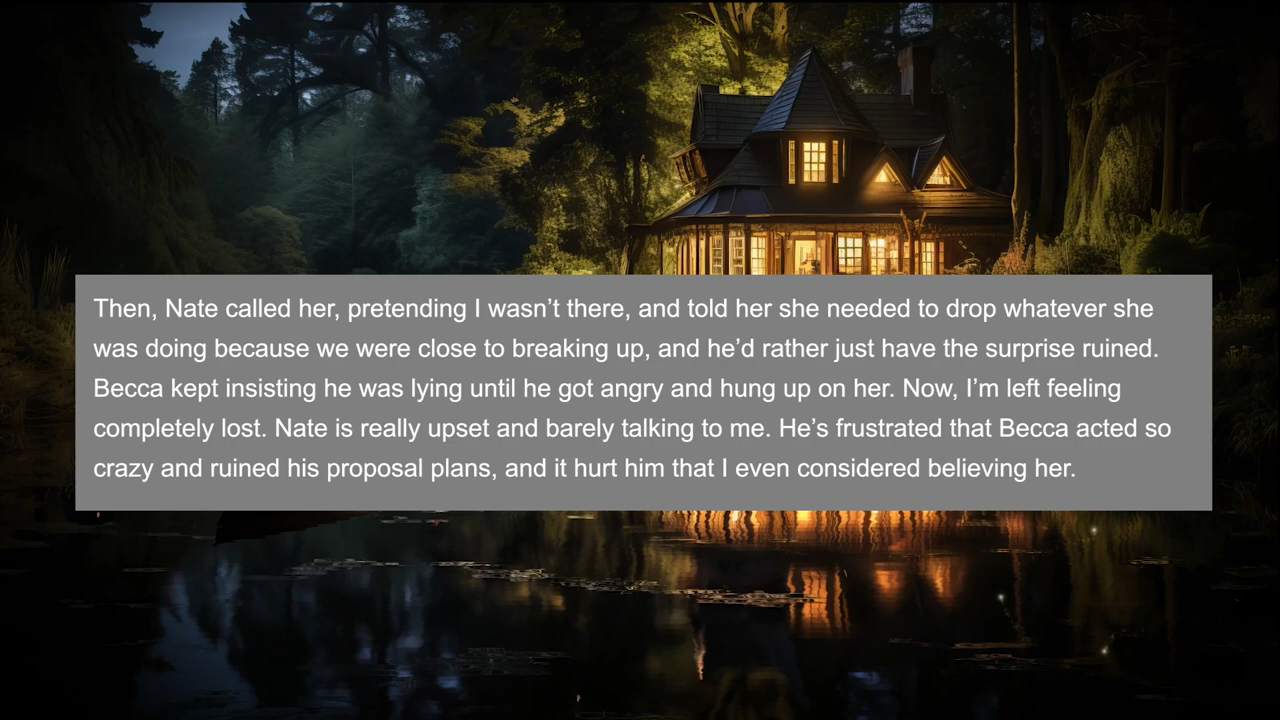 Then, Nate called her, pretending I wasn’t there, and told her she needed to drop whatever she
was doing because we were close to breaking up, and he’d rather just have the surprise ruined.
Becca kept insisting he was lying until he got angry and hung up on her. Now, I’m left feeling
completely lost. Nate is really upset and barely talking to me. He’s frustrated that Becca acted so
crazy and ruined his proposal plans, and it hurt him that I even considered believing her.